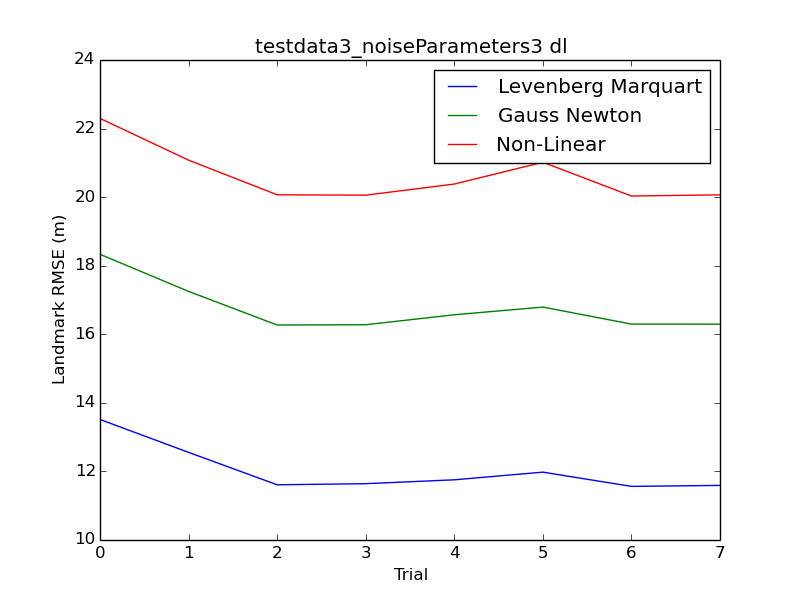 testdata3_noiseParameters3 dl
Levenberg Marquart
Gauss Newton
Non-Linear
24
22
20
18
16
14
12
10
Landmark RMSE (m)
0 1 2 3 4 5 6 7
Trial